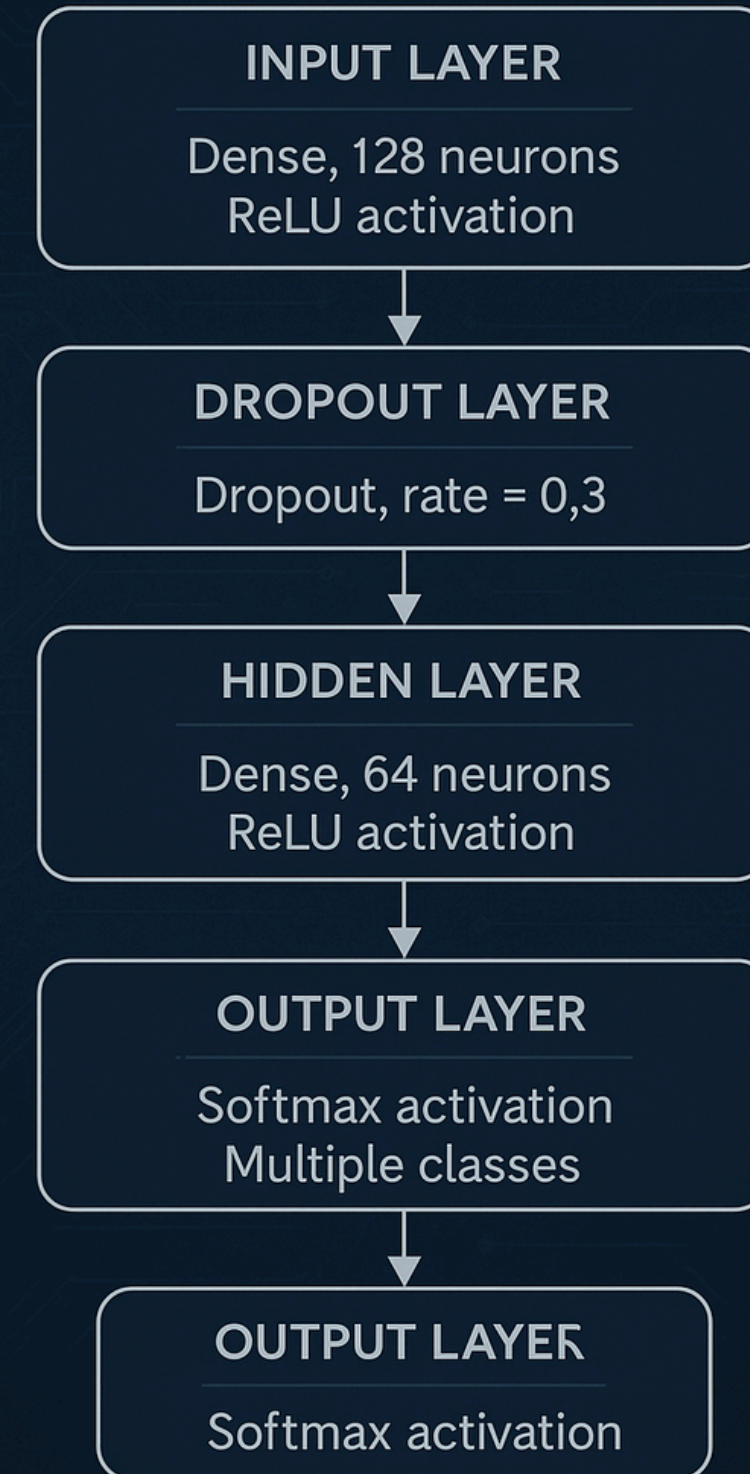 INPUT LAYER
Dense, 128 neurons
ReLU activation
DROPOUT LAYER
Dropout, rate = 0,3
HIDDEN LAYER
Dense, 64 neurons
ReLU activation
OUTPUT LAYER
Softmax activation
Multiple classes
OUTPUT LAYER
Softmax activation